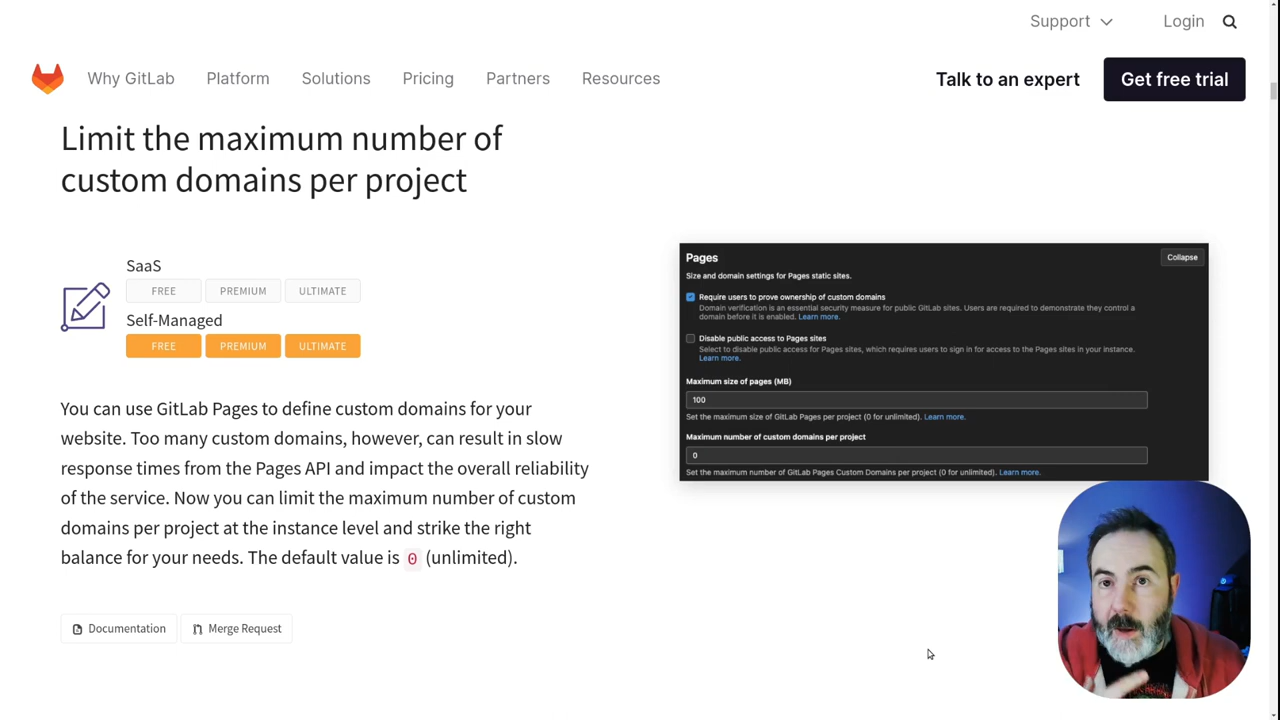 Support
Login
Why GitLab
Platform
Solutions
Pricing
Partners
Resources
Talk to an expert
Get free trial
Limit the maximum number of
custom domains per project
SaaS
FREE
PREMIUM
ULTIMATE
Self-Managed
FREE
PREMIUM
ULTIMATE
You can use GitLab Pages to define custom domains for your
website. Too many custom domains, however, can result in slow
response times from the Pages API and impact the overall reliability
of the service. Now you can limit the maximum number of custom
domains per project at the instance level and strike the right
balance for your needs. The default value is 0 (unlimited).
Documentation
Merge Request
Pages
Collapse
Size and domain settings for Pages static sites.
Require users to prove ownership of custom domains
Domain verification is an essential security measure for public GitLab sites. Users are required to demonstrate they control a
domain before it is enabled. Learn more.
Disable public access to Pages sites
Select to disable public access for Pages sites, which requires users to sign in for access to the Pages sites in your instance.
Learn more.
Maximum size of pages (MB)
100
Set the maximum size of GitLab Pages per project (0 for unlimited). Learn more.
Maximum number of custom domains per project
0
Set the maximum number of GitLab Pages Custom Domains per project (0 for unlimited). Learn more.